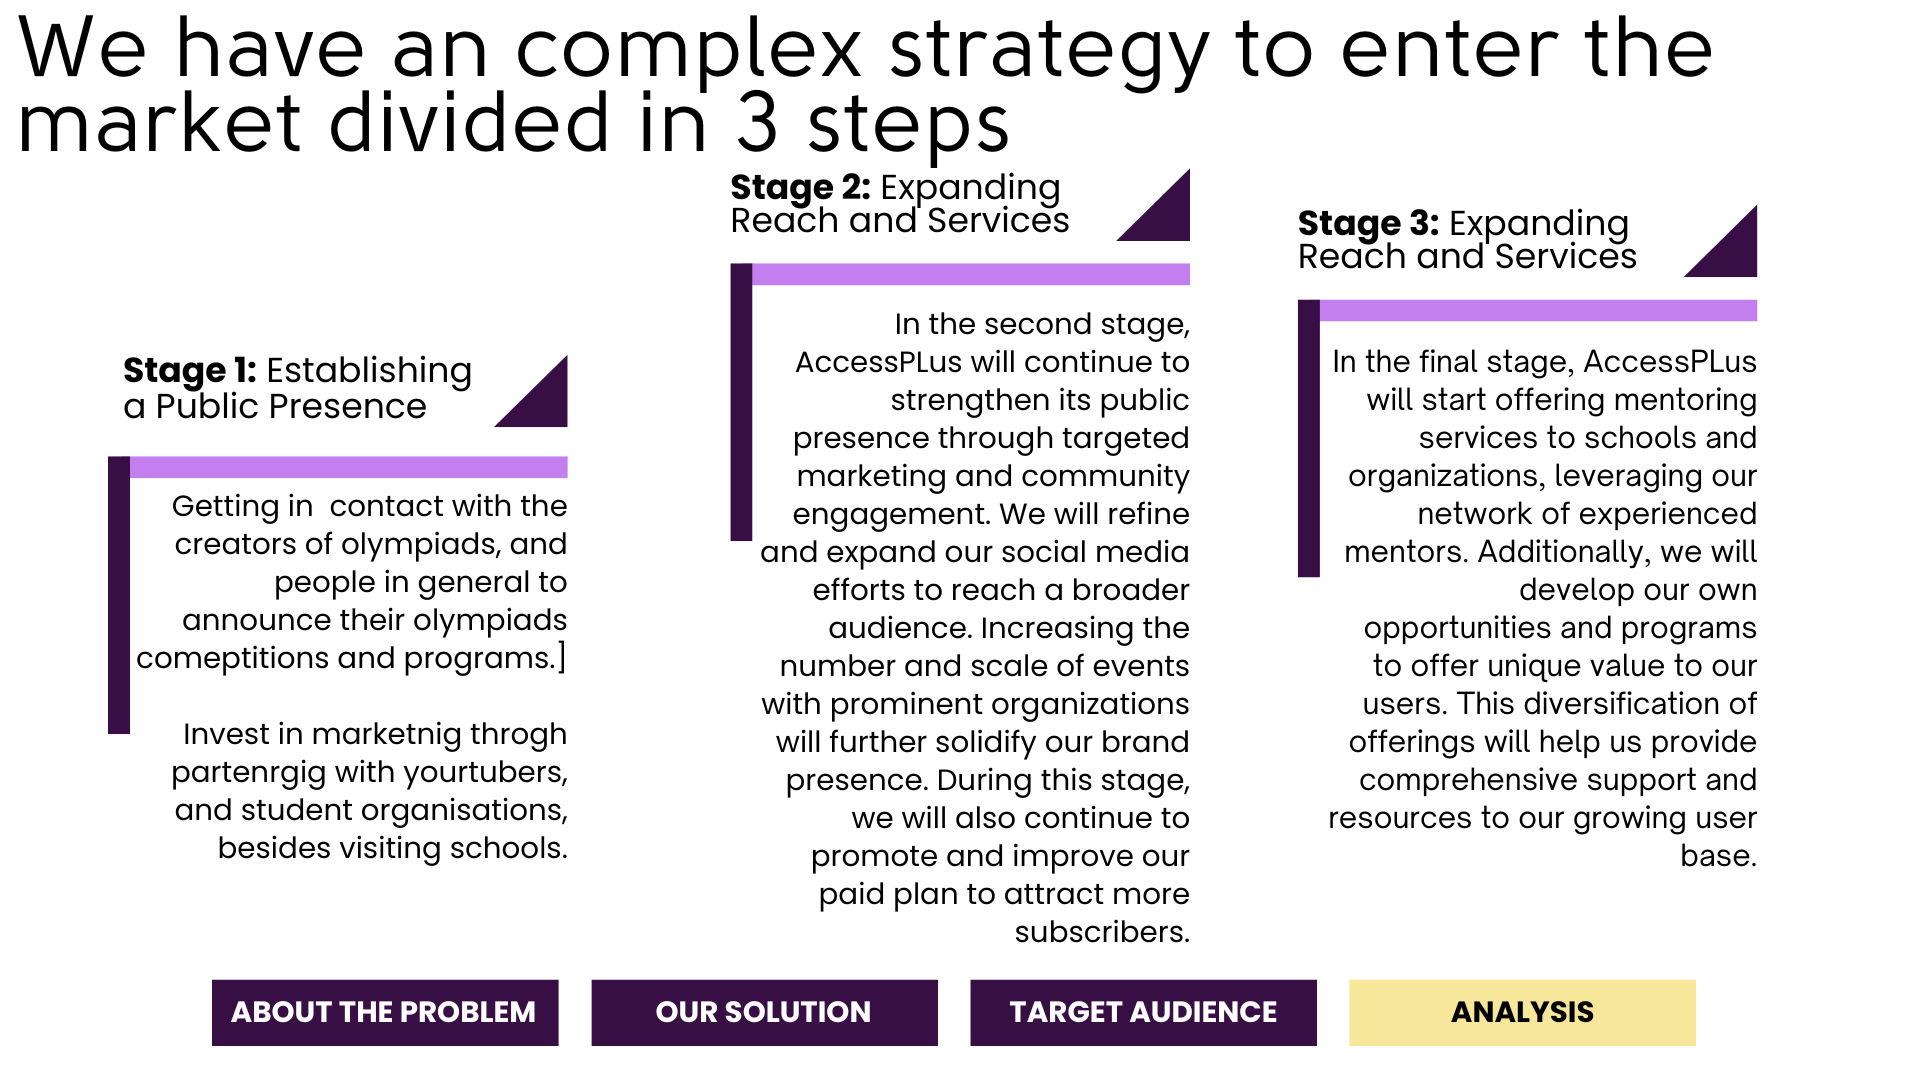 We have an complex strategy to enter the
market divided in 3 steps
Stage 1: Establishing
a Public Presence
Getting in  contact with the
creators of olympiads, and
people in general to
announce their olympiads
comeptitions and programs.]
Invest in marketnig throgh
partenrgig with yourtubers,
and student organisations,
besides visiting schools.
Stage 2: Expanding
Reach and Services
In the second stage,
AccessPLus will continue to
strengthen its public
presence through targeted
marketing and community
engagement. We will refine
and expand our social media
efforts to reach a broader
audience. Increasing the
number and scale of events
with prominent organizations
will further solidify our brand
presence. During this stage,
we will also continue to
promote and improve our
paid plan to attract more
subscribers.
Stage 3: Expanding
Reach and Services
In the final stage, AccessPLus
will start offering mentoring
services to schools and
organizations, leveraging our
network of experienced
mentors. Additionally, we will
develop our own
opportunities and programs
to offer unique value to our
users. This diversification of
offerings will help us provide
comprehensive support and
resources to our growing user
base.
ABOUT THE PROBLEM
OUR SOLUTION
TARGET AUDIENCE
ANALYSIS